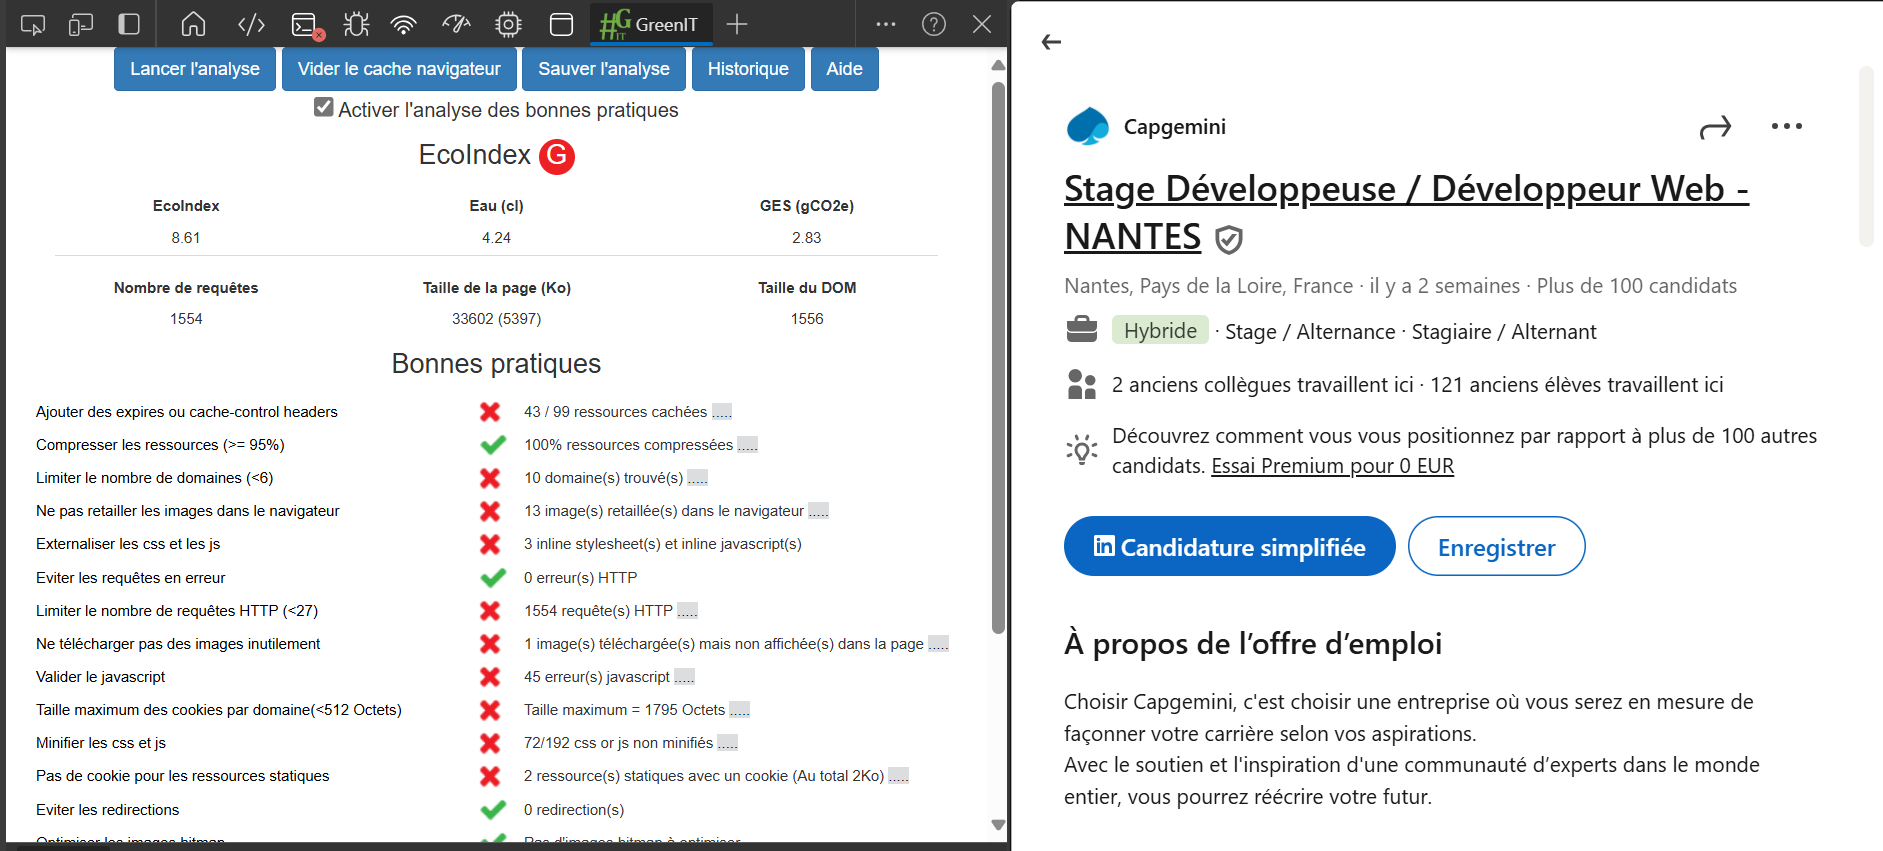 GreenIT
Lancer l'analyse
Vider le cache navigateur
Sauver l'analyse
Historique
Aide
Activer l'analyse des bonnes pratiques
EcoIndex G
EcoIndex Eau (cl) GES (gCO2e)
8.61 4.24 2.83
Nombre de requêtes Taille de la page (Ko) Taille du DOM
1554 33602 (5397) 1556
Bonnes pratiques
Ajouter des expires ou cache-control headers 43 / 99 ressources cachées .....
Compresser les ressources (>= 95%) 100% ressources compressées .....
Limiter le nombre de domaines (<6) 10 domaine(s) trouvé(s) .....
Ne pas retailler les images dans le navigateur 13 image(s) retaillée(s) dans le navigateur .....
Externaliser les css et les js 3 inline stylesheet(s) et inline javascript(s)
Eviter les requêtes en erreur 0 erreur(s) HTTP
Limiter le nombre de requêtes HTTP (<27) 1554 requête(s) HTTP .....
Ne télécharger pas des images inutilement 1 image(s) téléchargée(s) mais non affichée(s) dans la page .....
Valider le javascript 45 erreur(s) javascript .....
Taille maximum des cookies par domaine(<512 Octets) Taille maximum = 1795 Octets .....
Minifier les css et js 72/192 css or js non minifiés .....
Pas de cookie pour les ressources statiques 2 ressource(s) statiques avec un cookie (Au total 2Ko) .....
Eviter les redirections 0 redirection(s)
Optimiser les images bitmap Pas d'images bitmap à optimiser
Capgemini
Stage Développeuse / Développeur Web -
NANTES
Nantes, Pays de la Loire, France · il y a 2 semaines · Plus de 100 candidats
Hybride · Stage / Alternance · Stagiaire / Alternant
2 anciens collègues travaillent ici · 121 anciens élèves travaillent ici
Découvrez comment vous vous positionnez par rapport à plus de 100 autres
candidats. Essai Premium pour 0 EUR
in Candidature simplifiée
Enregistrer
À propos de l’offre d’emploi
Choisir Capgemini, c'est choisir une entreprise où vous serez en mesure de
façonner votre carrière selon vos aspirations.
Avec le soutien et l'inspiration d'une communauté d’experts dans le monde
entier, vous pourrez réécrire votre futur.